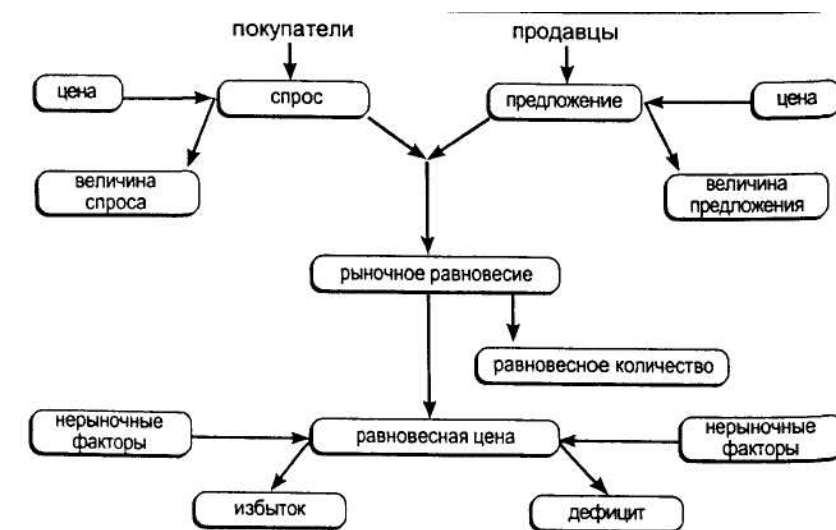 покупатели
продавцы
цена
спрос
предложение
цена
величина
спроса
величина
предложения
рыночное равновесие
равновесное количество
нерыночные
факторы
равновесная цена
нерыночные
факторы
избыток
дефицит